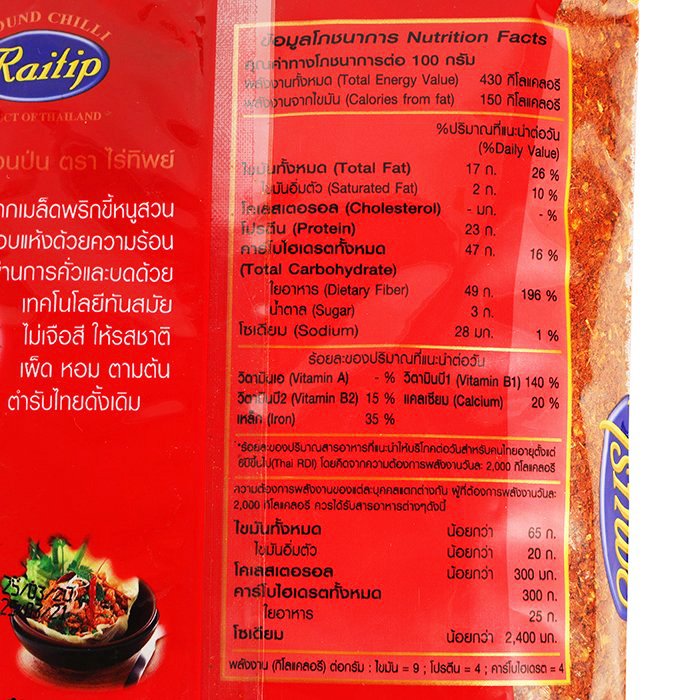 OUND CHILLI
Raitip
CT OF THAILAND
ป่น ตรา ไร่ทิพย์
ากเมล็ดพริกขี้หนูสวน
อบแห้งด้วยความร้อน
ผ่านการคั่วและบดด้วย
เทคโนโลยีทันสมัย
ไม่เจือสี ให้รสชาติ
เผ็ด หอม ตามต้น
ตำรับไทยดั้งเดิม
ข้อมูลโภชนาการ Nutrition Facts
คุณค่าทางโภชนาการต่อ 100 กรัม
พลังงานทั้งหมด (Total Energy Value) 430 กิโลแคลอรี
พลังงานจากไขมัน (Calories from fat) 150 กิโลแคลอรี
%ปริมาณที่แนะนำต่อวัน
(%Daily Value)
ไขมันทั้งหมด (Total Fat) 17 ก. 26 %
ไขมันอิ่มตัว (Saturated Fat) 2 ก. 10 %
โคเลสเตอรอล (Cholesterol) - มก. - %
โปรตีน (Protein) 23 ก.
คาร์โบไฮเดรตทั้งหมด 47 ก. 16 %
(Total Carbohydrate)
ใยอาหาร (Dietary Fiber) 49 ก. 196 %
น้ำตาล (Sugar) 3 ก.
โซเดียม (Sodium) 28 มก. 1 %
ร้อยละของปริมาณที่แนะนำต่อวัน
วิตามินเอ (Vitamin A) - % วิตามินบี1 (Vitamin B1) 140 %
วิตามินบี2 (Vitamin B2) 15 % แคลเซียม (Calcium) 20 %
เหล็ก (Iron) 35 %
*ร้อยละของปริมาณสารอาหารที่แนะนำให้บริโภคต่อวันสำหรับคนไทยอายุตั้งแต่
6ปีขึ้นไป(Thai RDI) โดยคิดจากความต้องการพลังงานวันละ 2,000 กิโลแคลอรี
ความต้องการพลังงานของแต่ละบุคคลแตกต่างกัน ผู้ที่ต้องการพลังงานวันละ
2,000 กิโลแคลอรี ควรได้รับสารอาหารต่างๆดังนี้
ไขมันทั้งหมด น้อยกว่า 65 ก.
ไขมันอิ่มตัว น้อยกว่า 20 ก.
โคเลสเตอรอล น้อยกว่า 300 มก.
คาร์โบไฮเดรตทั้งหมด 300 ก.
ใยอาหาร 25 ก.
โซเดียม น้อยกว่า 2,400 มก.
พลังงาน (กิโลแคลอรี) ต่อกรัม : ไขมัน = 9 ; โปรตีน = 4 ; คาร์โบไฮเดรต = 4